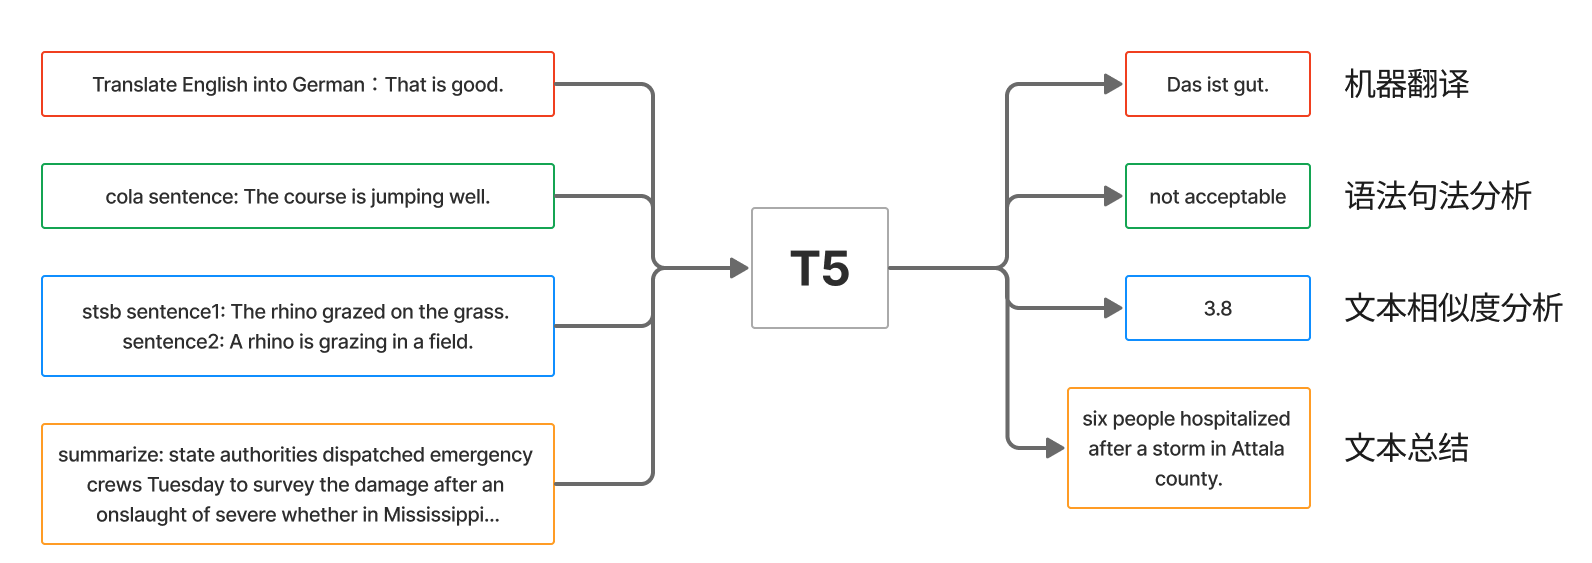 Translate English into German：That is good.
Das ist gut.
机器翻译
cola sentence: The course is jumping well.
not acceptable
语法句法分析
T5
stsb sentence1: The rhino grazed on the grass.
sentence2: A rhino is grazing in a field.
3.8
文本相似度分析
summarize: state authorities dispatched emergency
crews Tuesday to survey the damage after an
onslaught of severe whether in Mississippi...
six people hospitalized
after a storm in Attala
county.
文本总结